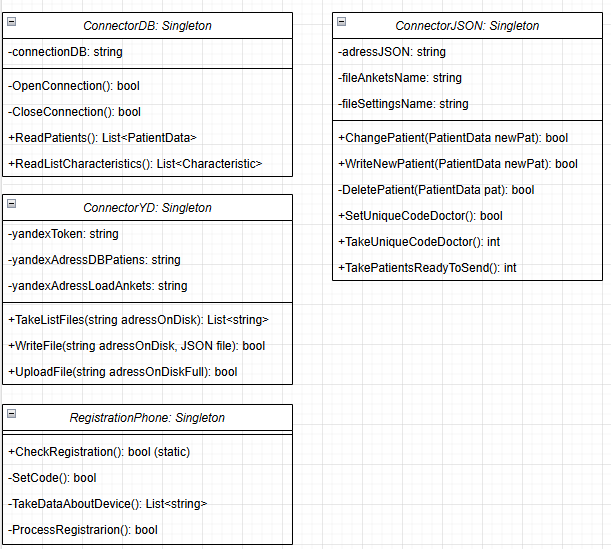 ConnectorDB: Singleton
-connectionDB: string
-OpenConnection(): bool
-CloseConnection(): bool
+ReadPatients(): List<PatientData>
+ReadListCharacteristics(): List<Characteristic>
ConnectorYD: Singleton
-yandexToken: string
-yandexAdressDBPatiens: string
-yandexAdressLoadAnkets: string
+TakeListFiles(string adressOnDisk): List<string>
+WriteFile(string adressOnDisk, JSON file): bool
+UploadFile(string adressOnDiskFull): bool
RegistrationPhone: Singleton
+CheckRegistration(): bool (static)
-SetCode(): bool
-TakeDataAboutDevice(): List<string>
-ProcessRegistrarion(): bool
ConnectorJSON: Singleton
-adressJSON: string
-fileAnketsName: string
-fileSettingsName: string
+ChangePatient(PatientData newPat): bool
+WriteNewPatient(PatientData newPat): bool
-DeletePatient(PatientData pat): bool
+SetUniqueCodeDoctor(): bool
+TakeUniqueCodeDoctor(): int
+TakePatientsReadyToSend(): int